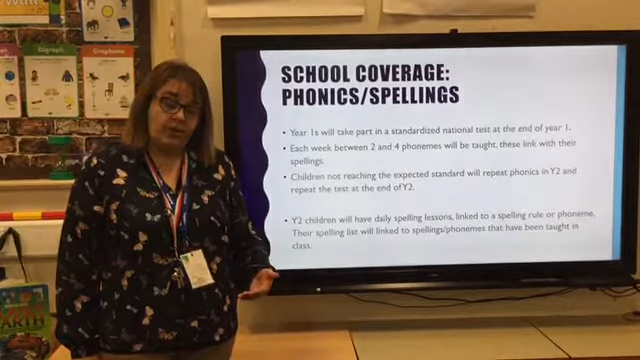 Digraph
Grapheme
SCHOOL COVERAGE:
PHONICS/SPELLINGS
• Year 1s will take part in a standardized national test at the end of year 1.
• Each week between 2 and 4 phonemes will be taught, these link with their
spellings.
• Children not reaching the expected standard will repeat phonics in Y2 and
repeat the test at the end of Y2.
• Y2 children will have daily spelling lessons, linked to a spelling rule or phoneme.
Their spelling list will linked to spellings/phonemes that have been taught in
class.
EARTH